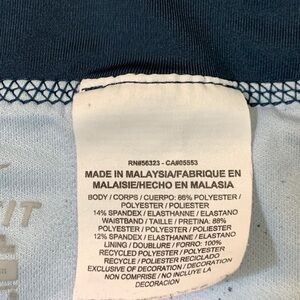 RN#56323 - CA#05553
MADE IN MALAYSIA/FABRIQUE EN
MALAISIE/HECHO EN MALASIA
BODY / CORPS / CUERPO: 86% POLYESTER /
POLYESTER / POLIESTER
14% SPANDEX / ELASTHANNE / ELASTANO
WAISTBAND / TAILLE / PRETINA: 88%
POLYESTER / POLYESTER / POLIESTER
12% SPANDEX / ELASTHANNE / ELASTANO
LINING / DOUBLURE / FORRO: 100%
RECYCLED POLYESTER / POLYESTER
RECYCLE / POLIESTER RECICLADO
EXCLUSIVE OF DECORATION / DECORATION
NON COMPRISE / NO INCLUYE LA
DECORACION
IT